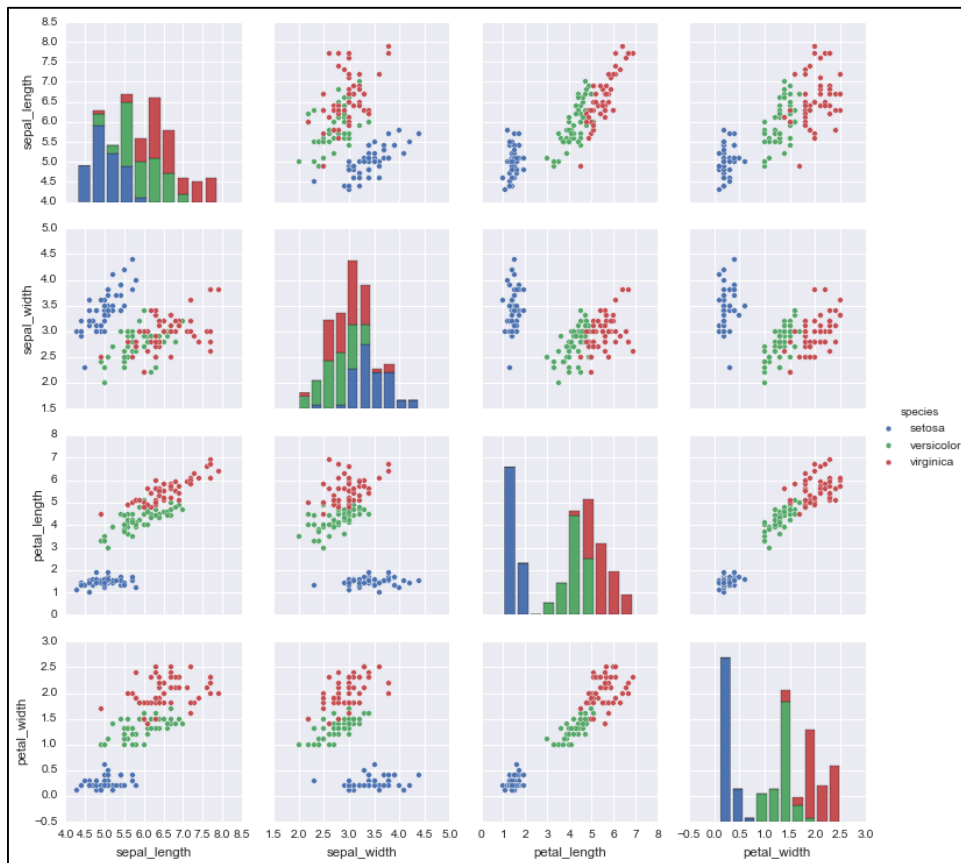 8.5
8.0
7.5
7.0
6.5
6.0
5.5
5.0
4.5
4.0
sepal_length
5.0
4.5
4.0
3.5
3.0
2.5
2.0
1.5
sepal_width
species
setosa
versicolor
virginica
8
7
6
5
4
3
2
1
0
petal_length
3.0
2.5
2.0
1.5
1.0
0.5
0.0
−0.5
petal_width
4.0 4.5 5.0 5.5 6.0 6.5 7.0 7.5 8.0 8.5
sepal_length
1.5 2.0 2.5 3.0 3.5 4.0 4.5 5.0
sepal_width
0 1 2 3 4 5 6 7 8
petal_length
−0.5 0.0 0.5 1.0 1.5 2.0 2.5 3.0
petal_width